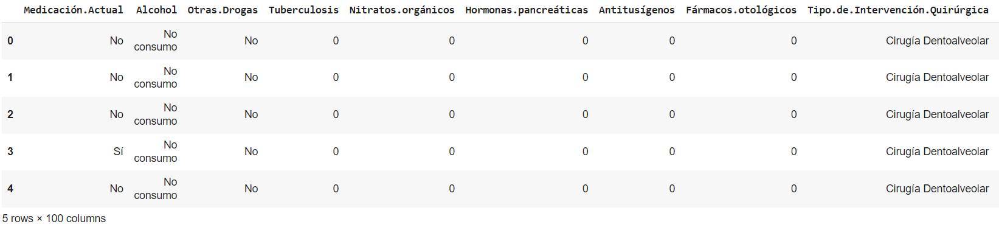 Medicación.Actual Alcohol Otras.Drogas Tuberculosis Nitratos.orgánicos Hormonas.pancreáticas Antitusígenos Fármacos.otológicos Tipo.de.Intervención.Quirúrgica
0 No No consumo No 0 0 0 0 0 Cirugía Dentoalveolar
1 No No consumo No 0 0 0 0 0 Cirugía Dentoalveolar
2 No No consumo No 0 0 0 0 0 Cirugía Dentoalveolar
3 Sí No consumo No 0 0 0 0 0 Cirugía Dentoalveolar
4 No No consumo No 0 0 0 0 0 Cirugía Dentoalveolar
5 rows × 100 columns